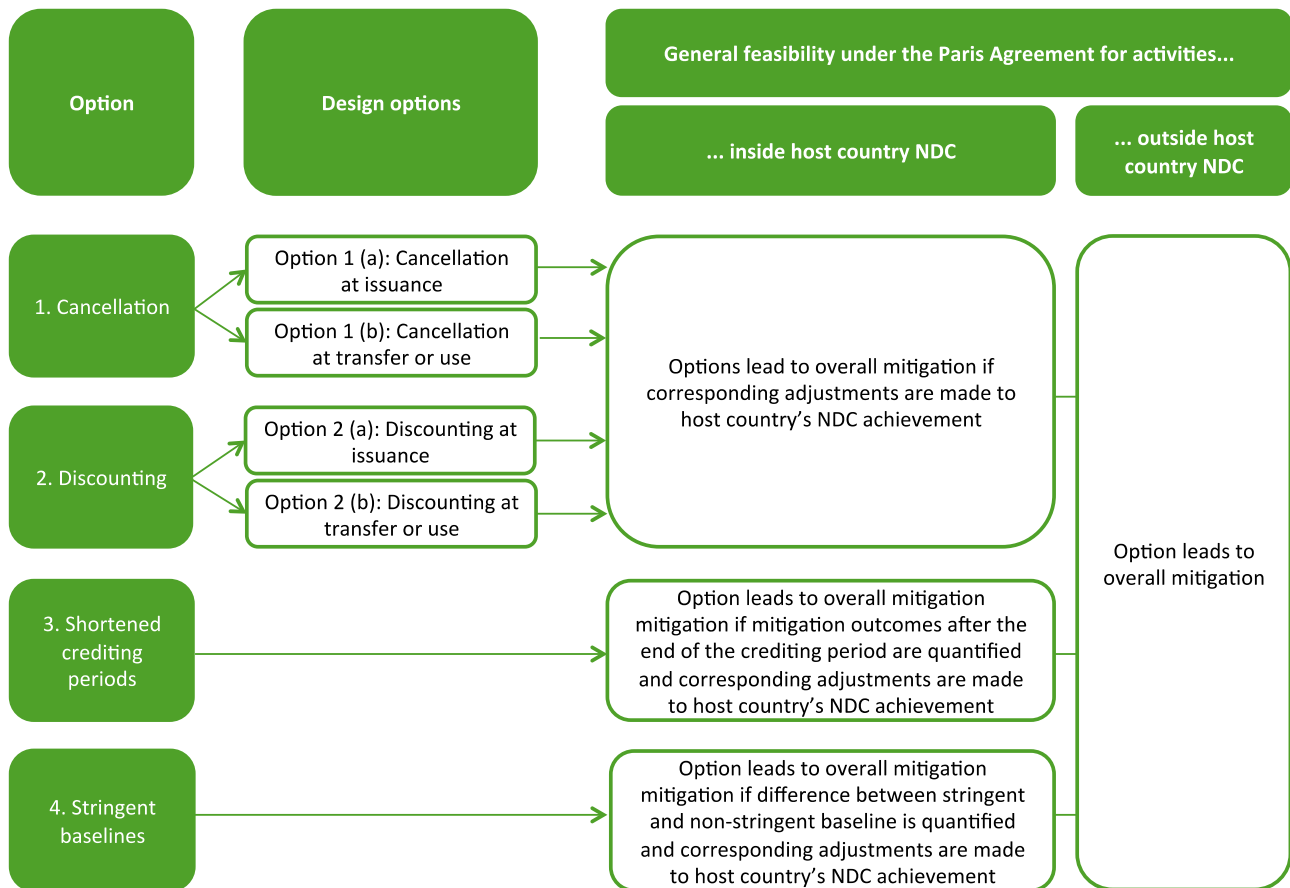 Option
Design options
General feasibility under the Paris Agreement for activities...
... inside host country NDC
... outside host
country NDC
1. Cancellation
Option 1 (a): Cancellation
at issuance
Option 1 (b): Cancellation
at transfer or use
2. Discounting
Option 2 (a): Discounting at
issuance
Option 2 (b): Discounting at
transfer or use
Options lead to overall mitigation if
corresponding adjustments are made to
host country’s NDC achievement
3. Shortened
crediting
periods
Option leads to overall mitigation
mitigation if mitigation outcomes after the
end of the crediting period are quantified
and corresponding adjustments are made
to host country’s NDC achievement
4. Stringent
baselines
Option leads to overall mitigation
mitigation if difference between stringent
and non-stringent baseline is quantified
and corresponding adjustments are made
to host country’s NDC achievement
Option leads to
overall mitigation